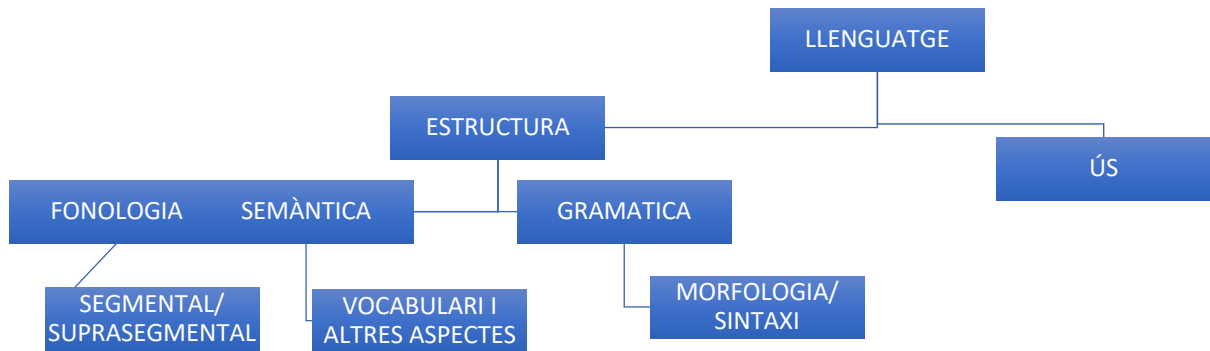 LLENGUATGE
ESTRUCTURA
ÚS
FONOLOGIA SEMÀNTICA
GRAMATICA
SEGMENTAL/
SUPRASEGMENTAL
VOCABULARI I
ALTRES ASPECTES
MORFOLOGIA/
SINTAXI